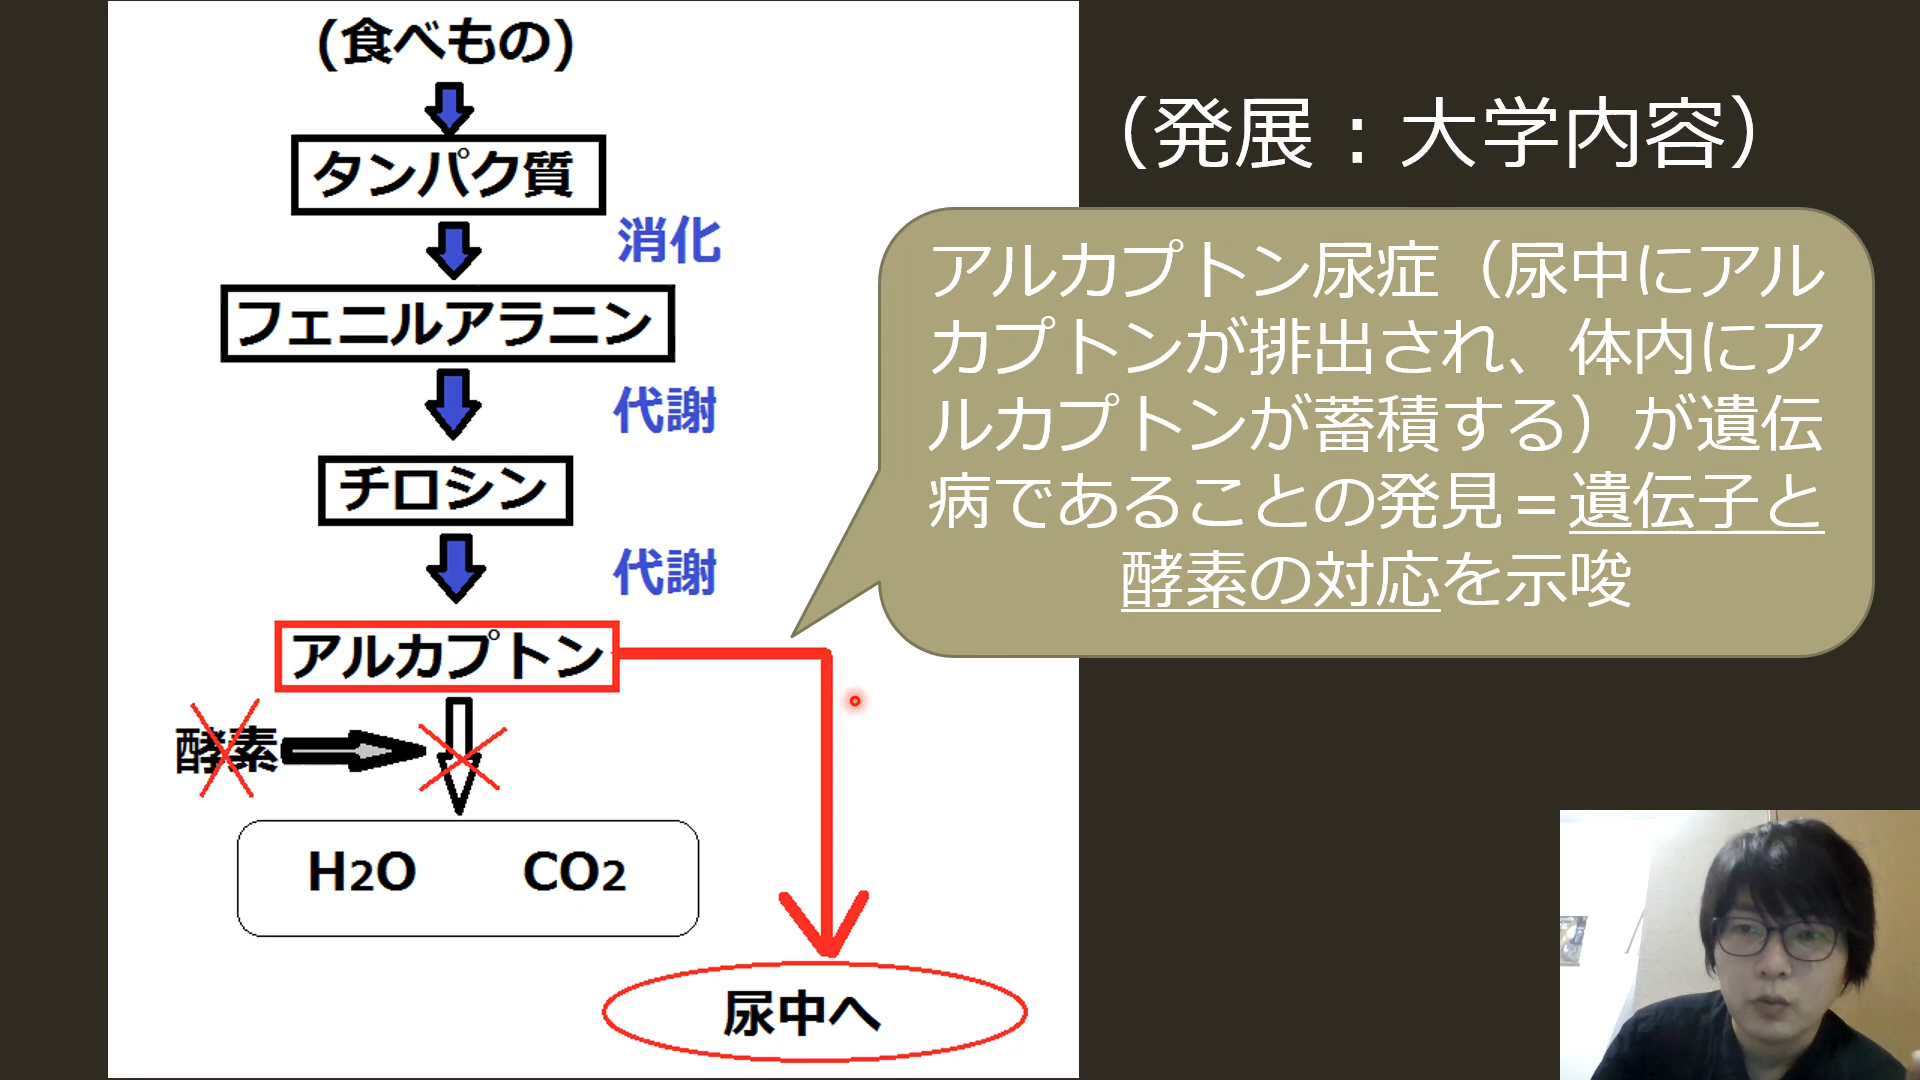 (食べもの)
タンパク質
消化
フェニルアラニン
代謝
チロシン
代謝
アルカプトン
酵素
H2O CO2
尿中へ
（発展：大学内容）
アルカプトン尿症（尿中にアル
カプトンが排出され、体内にア
ルカプトンが蓄積する）が遺伝
病であることの発見＝遺伝子と
酵素の対応を示唆